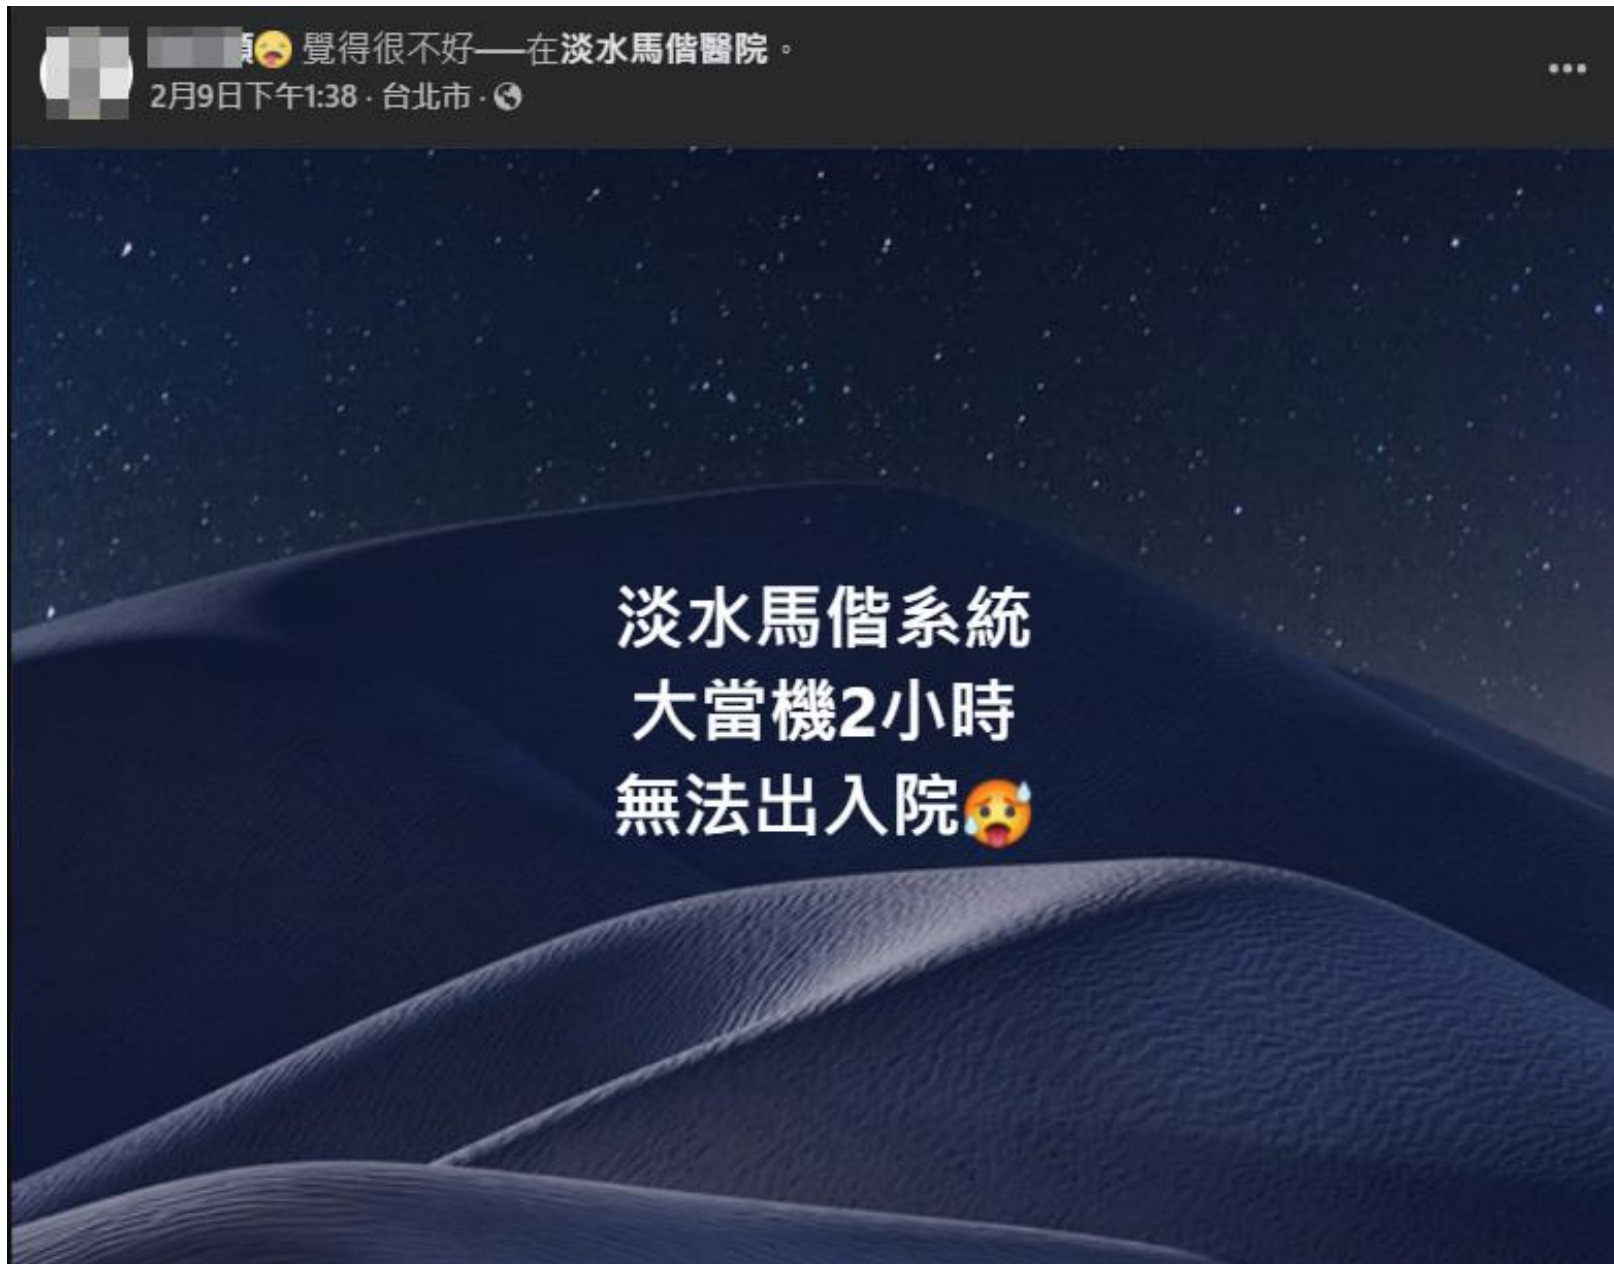 覺得很不好——在淡水馬偕醫院。
2月9日下午1:38 · 台北市 ·
淡水馬偕系統
大當機2小時
無法出入院🥵